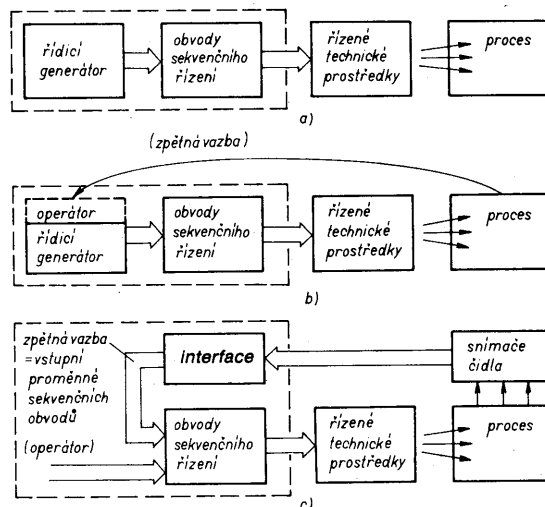 řídicí
generátor
obvody
sekvenčního
řízení
řízené
technické
prostředky
proces
a)
(zpětná vazba)
operátor
řídicí
generátor
obvody
sekvenčního
řízení
řízené
technické
prostředky
proces
b)
zpětná vazba
=vstupní
proměnné
sekvenčních
obvodů
(operátor)
interface
snímače
čidla
obvody
sekvenčního
řízení
řízené
technické
prostředky
proces
c)